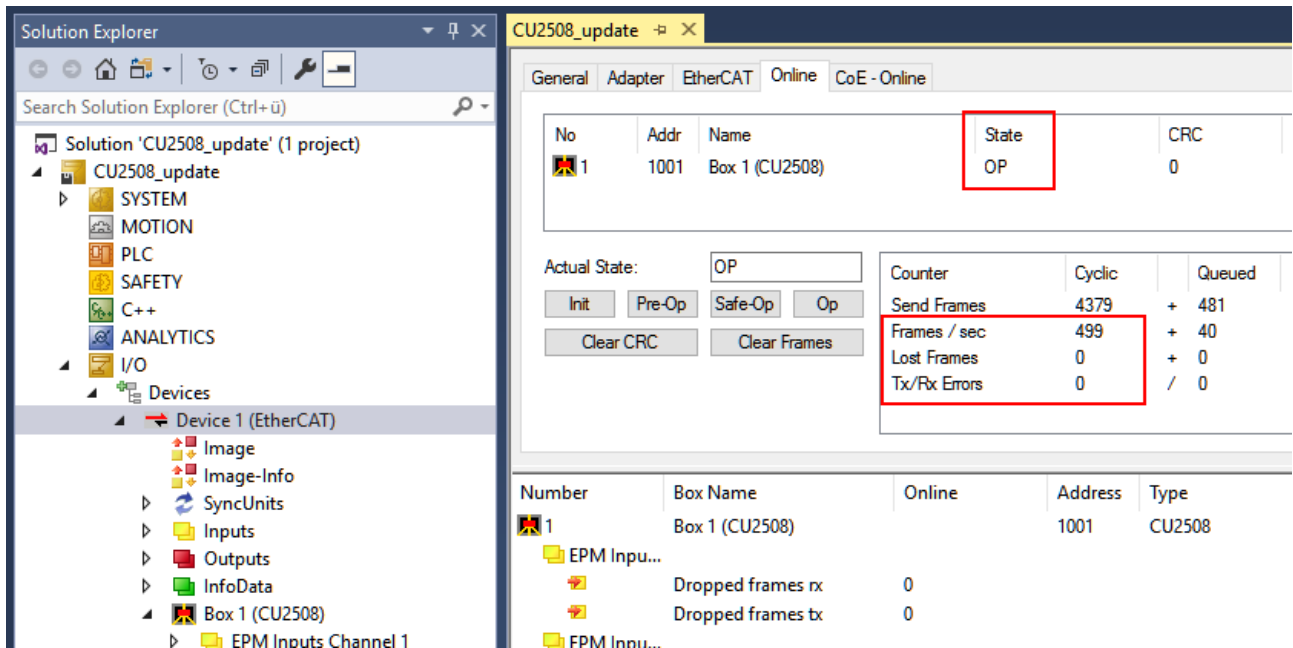 Solution Explorer
Search Solution Explorer (Ctrl+ü)
Solution 'CU2508_update' (1 project)
CU2508_update
SYSTEM
MOTION
PLC
SAFETY
C++
ANALYTICS
I/O
Devices
Device 1 (EtherCAT)
Image
Image-Info
SyncUnits
Inputs
Outputs
InfoData
Box 1 (CU2508)
EPM Inputs Channel 1
CU2508_update
General Adapter EtherCAT Online CoE - Online
No Addr Name State CRC
1 1001 Box 1 (CU2508) OP 0
Actual State: OP
Init Pre-Op Safe-Op Op
Clear CRC Clear Frames
Counter Cyclic Queued
Send Frames 4379 + 481
Frames / sec 499 + 40
Lost Frames 0 + 0
Tx/Rx Errors 0 / 0
Number Box Name Online Address Type
1 Box 1 (CU2508) 1001 CU2508
EPM Inpu...
Dropped frames rx 0
Dropped frames tx 0
EPM Inpu...